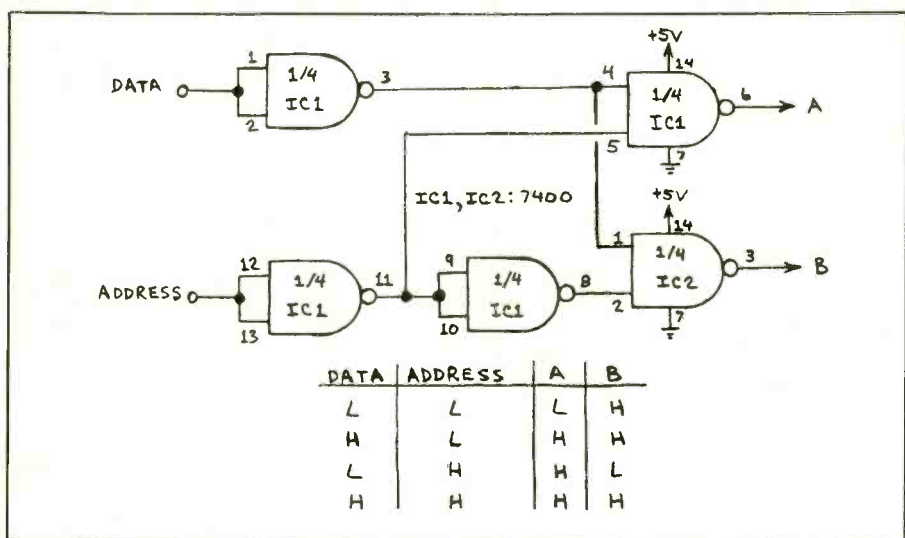 +5V
14
1
1/4
3
4
1/4
6
DATA
IC1
IC1
A
2
5
7
IC1, IC2: 7400
+5V
14
1
12
9
1/4
1/4
11
1/4
8
3
ADDRESS
IC1
IC1
2
IC2
B
13
10
7
DATA ADDRESS A B
L L L H
H L H H
L H H L
H H H H